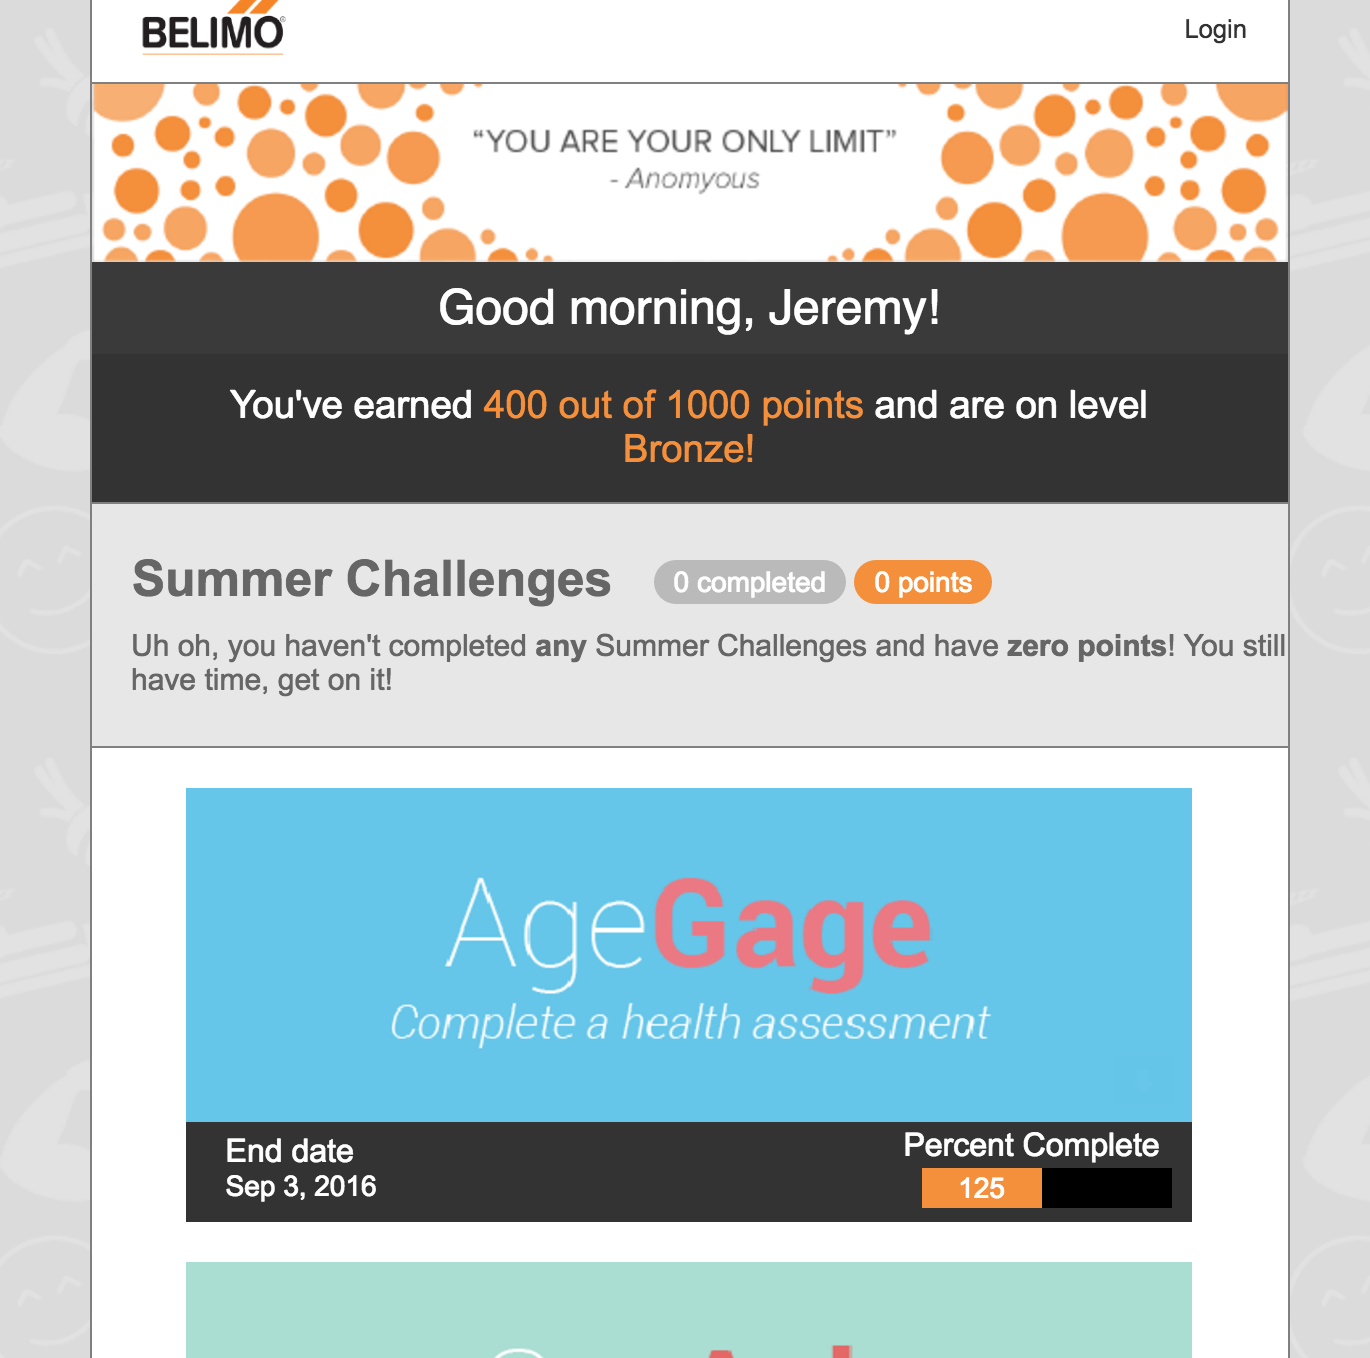 BELIMO®
Login
“YOU ARE YOUR ONLY LIMIT”
- Anomyous
Good morning, Jeremy!
You've earned 400 out of 1000 points and are on level
Bronze!
Summer Challenges 0 completed 0 points
Uh oh, you haven't completed any Summer Challenges and have zero points! You still
have time, get on it!
AgeGage
Complete a health assessment
End date
Sep 3, 2016
Percent Complete
125